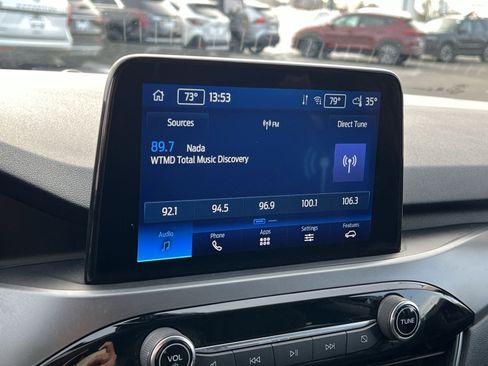 73° 13:53 79° 35°
Sources FM Direct Tune
89.7 Nada
WTMD Total Music Discovery
92.1 94.5 96.9 100.1 106.3
Audio Phone Apps Settings Features
VOL TUNE